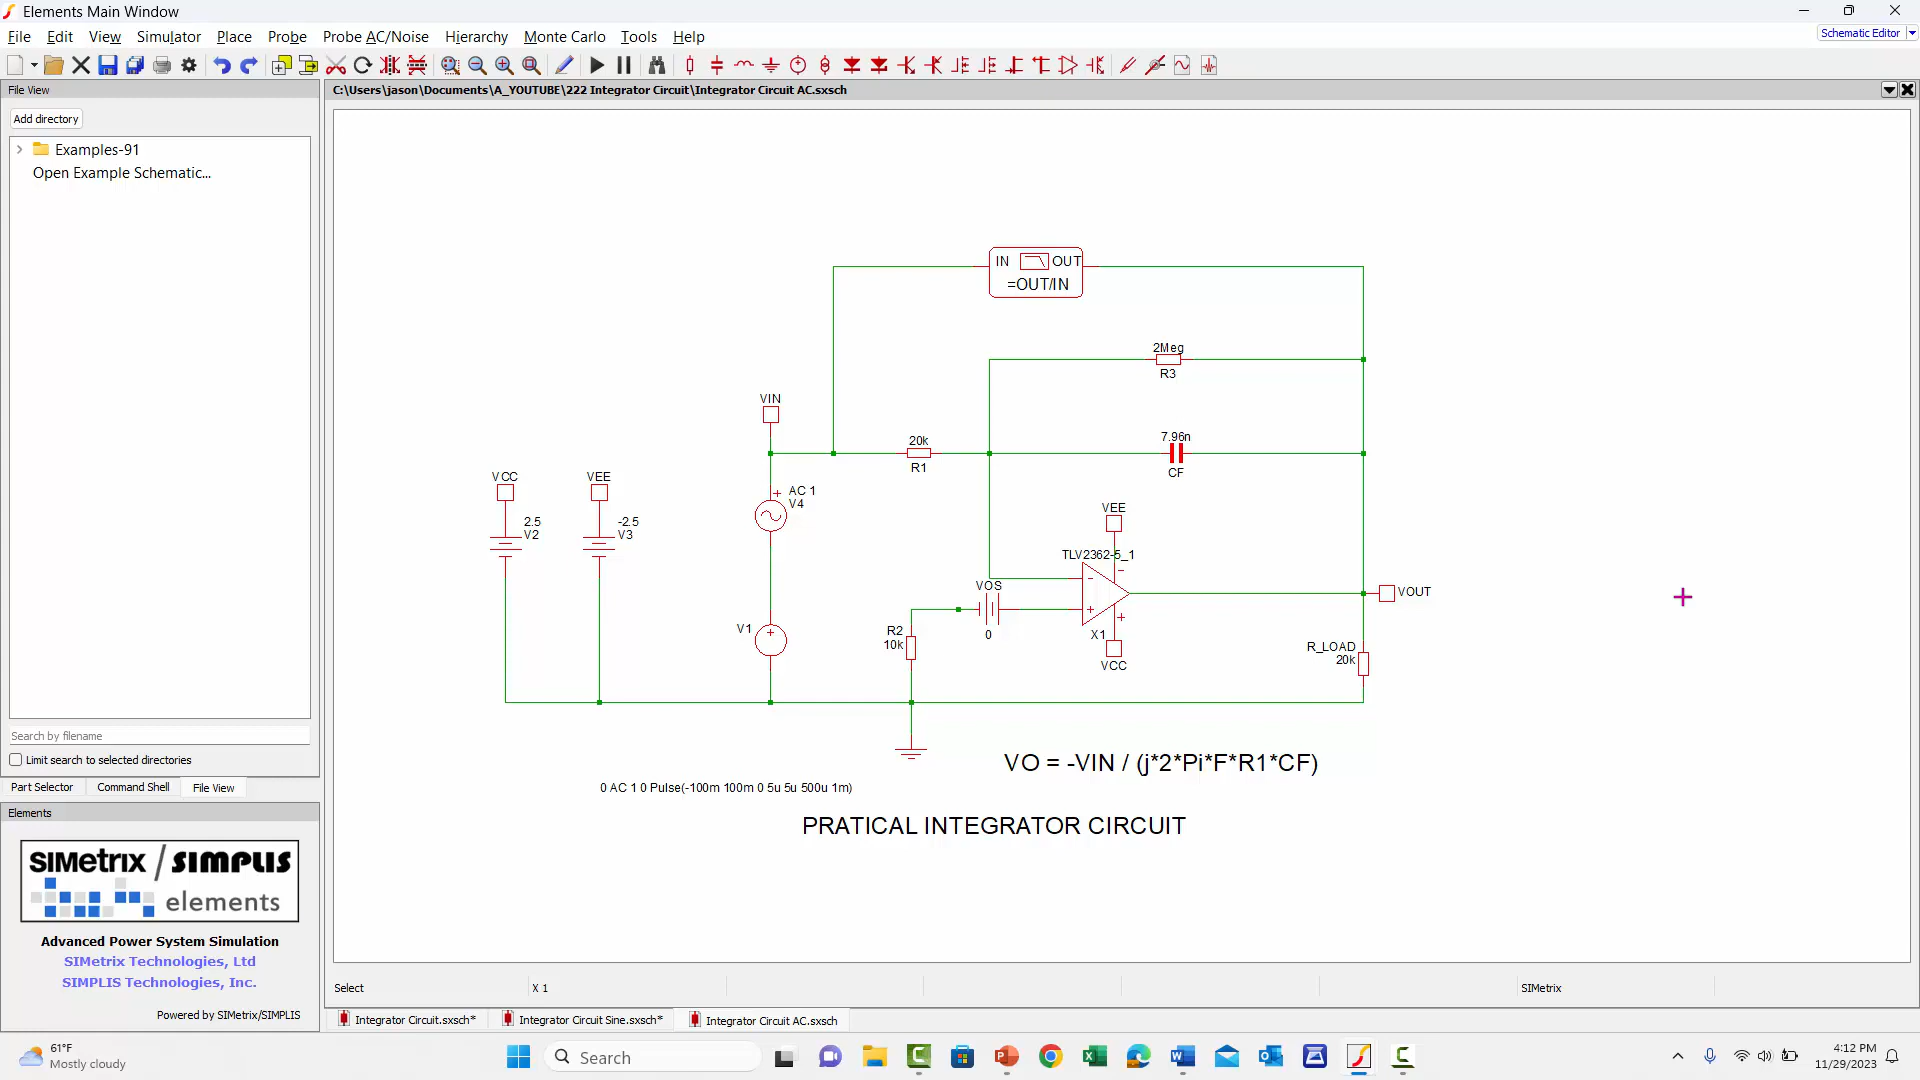 Elements Main Window
File Edit View Simulator Place Probe Probe AC/Noise Hierarchy Monte Carlo Tools Help
Schematic Editor
File View
C:\Users\jason\Documents\A_YOUTUBE\222 Integrator Circuit\Integrator Circuit AC.sxsch
Add directory
Examples-91
Open Example Schematic...
IN OUT
=OUT/IN
2Meg
R3
VIN
20k
R1
7.96n
CF
VCC
VEE
2.5
V2
-2.5
V3
AC 1
V4
VEE
TLV2362-5_1
VOS
0
V1
R2
10k
X1
VCC
VOUT
R_LOAD
20k
VO = -VIN / (j*2*Pi*F*R1*CF)
0 AC 1 0 Pulse(-100m 100m 0 5u 5u 500u 1m)
PRATICAL INTEGRATOR CIRCUIT
Search by filename
Limit search to selected directories
Part Selector Command Shell File View
Elements
SIMetrix / SIMPLIS
elements
Advanced Power System Simulation
SIMetrix Technologies, Ltd
SIMPLIS Technologies, Inc.
Powered by SIMetrix/SIMPLIS
Select X 1 SIMetrix
Integrator Circuit.sxsch* Integrator Circuit Sine.sxsch* Integrator Circuit AC.sxsch
61°F
Mostly cloudy
Search
4:12 PM
11/29/2023